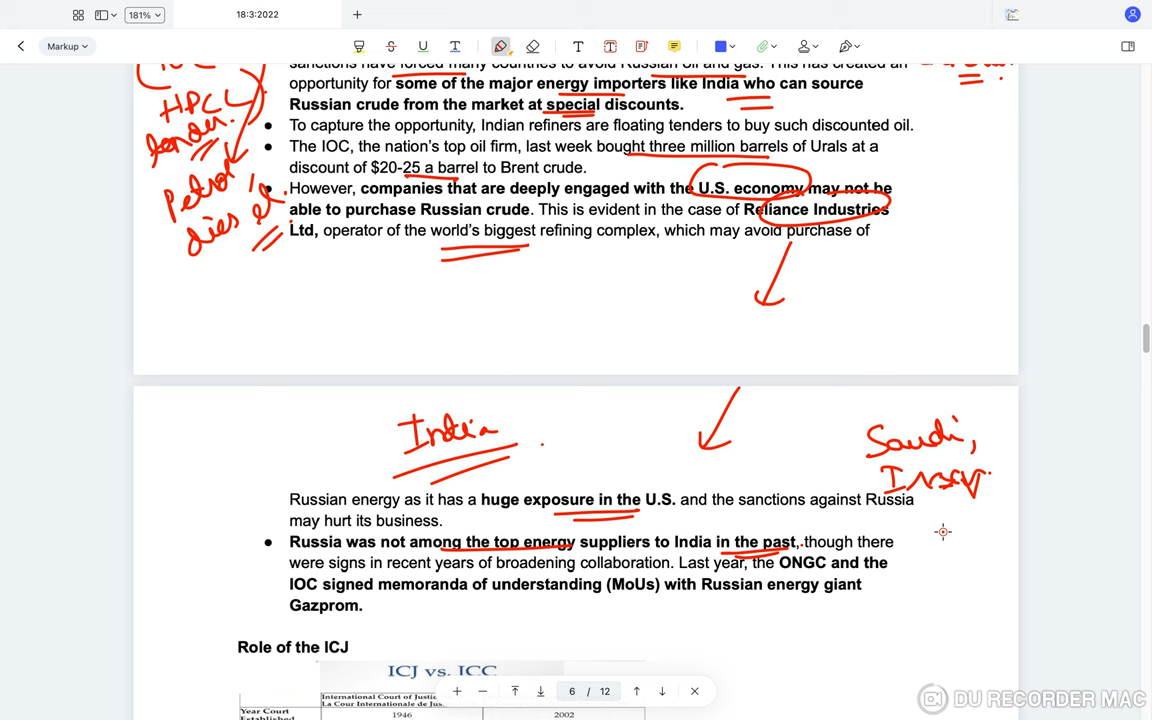 18:3:2022
181%
Markup
sanctions have forced many countries to avoid Russian oil and gas. This has created an
opportunity for some of the major energy importers like India who can source
Russian crude from the market at special discounts.
● To capture the opportunity, Indian refiners are floating tenders to buy such discounted oil.
● The IOC, the nation's top oil firm, last week bought three million barrels of Urals at a
discount of $20-25 a barrel to Brent crude.
● However, companies that are deeply engaged with the U.S. economy may not be
able to purchase Russian crude. This is evident in the case of Reliance Industries
Ltd, operator of the world's biggest refining complex, which may avoid purchase of
HPCL
Petrol
India
Saudi,
Russian energy as it has a huge exposure in the U.S. and the sanctions against Russia
may hurt its business.
● Russia was not among the top energy suppliers to India in the past, though there
were signs in recent years of broadening collaboration. Last year, the ONGC and the
IOC signed memoranda of understanding (MoUs) with Russian energy giant
Gazprom.
Role of the ICJ
ICJ vs. ICC
International Court of Justic
La Cour Internationale de Jus
Year Court
Established
1946
2002
6 / 12
DU RECORDER MAC